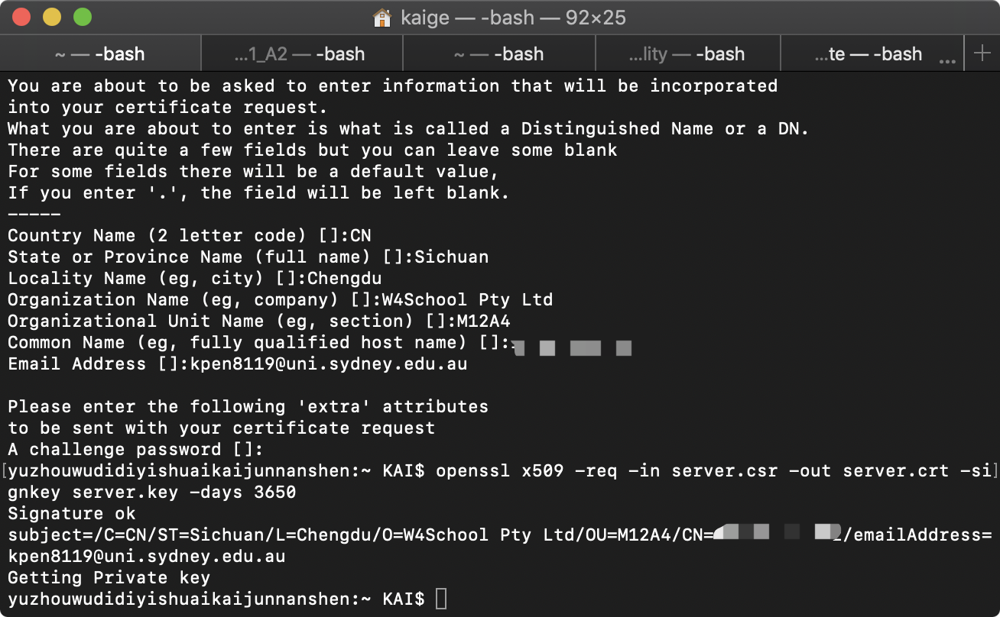 kaige — -bash — 92×25
~ — -bash
...1_A2 — -bash
~ — -bash
...lity — -bash
...te — -bash
...
You are about to be asked to enter information that will be incorporated
into your certificate request.
What you are about to enter is what is called a Distinguished Name or a DN.
There are quite a few fields but you can leave some blank
For some fields there will be a default value,
If you enter '.', the field will be left blank.
-----
Country Name (2 letter code) []:CN
State or Province Name (full name) []:Sichuan
Locality Name (eg, city) []:Chengdu
Organization Name (eg, company) []:W4School Pty Ltd
Organizational Unit Name (eg, section) []:M12A4
Common Name (eg, fully qualified host name) []:
Email Address []:kpen8119@uni.sydney.edu.au
Please enter the following 'extra' attributes
to be sent with your certificate request
A challenge password []:
[yuzhouwudidiyishuaikaijunnanshen:~ KAI$ openssl x509 -req -in server.csr -out server.crt -si]
gnkey server.key -days 3650
Signature ok
subject=/C=CN/ST=Sichuan/L=Chengdu/O=W4School Pty Ltd/OU=M12A4/CN=/emailAddress=
kpen8119@uni.sydney.edu.au
Getting Private key
yuzhouwudidiyishuaikaijunnanshen:~ KAI$